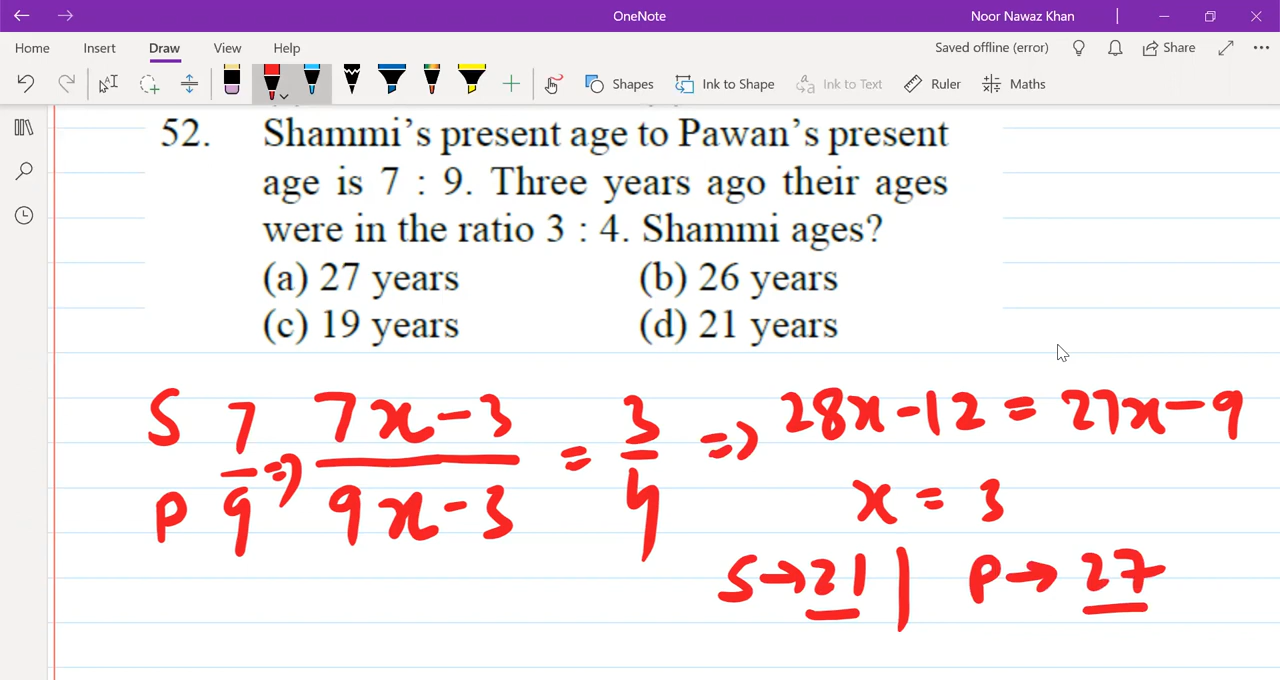 OneNote
Noor Nawaz Khan
Home Insert Draw View Help
Saved offline (error)
Share
Shapes Ink to Shape Ink to Text Ruler Maths
52. Shammi's present age to Pawan's present
age is 7 : 9. Three years ago their ages
were in the ratio 3 : 4. Shammi ages?
(a) 27 years (b) 26 years
(c) 19 years (d) 21 years
S 7 / P 9 => 7x-3 / 9x-3 = 3 / 4 => 28x-12 = 27x-9
x = 3
S→21 | P→27